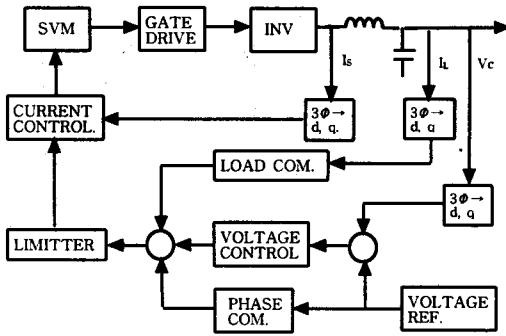 SVM
GATE
DRIVE
INV
Is
IL
Vc
CURRENT
CONTROL.
3Φ→
d, q.
3Φ→
d, q
LOAD COM.
3Φ→
d, q
LIMITTER
VOLTAGE
CONTROL
PHASE
COM.
VOLTAGE
REF.